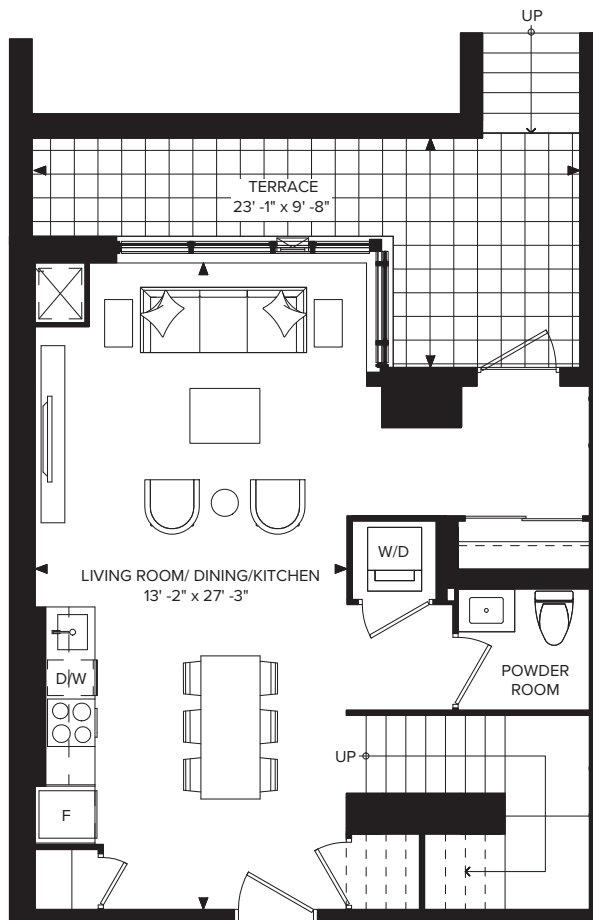 UP
TERRACE
23' -1" x 9' -8"
W/D
LIVING ROOM/ DINING/KITCHEN
13' -2" x 27' -3"
D/W
POWDER
ROOM
UP
F